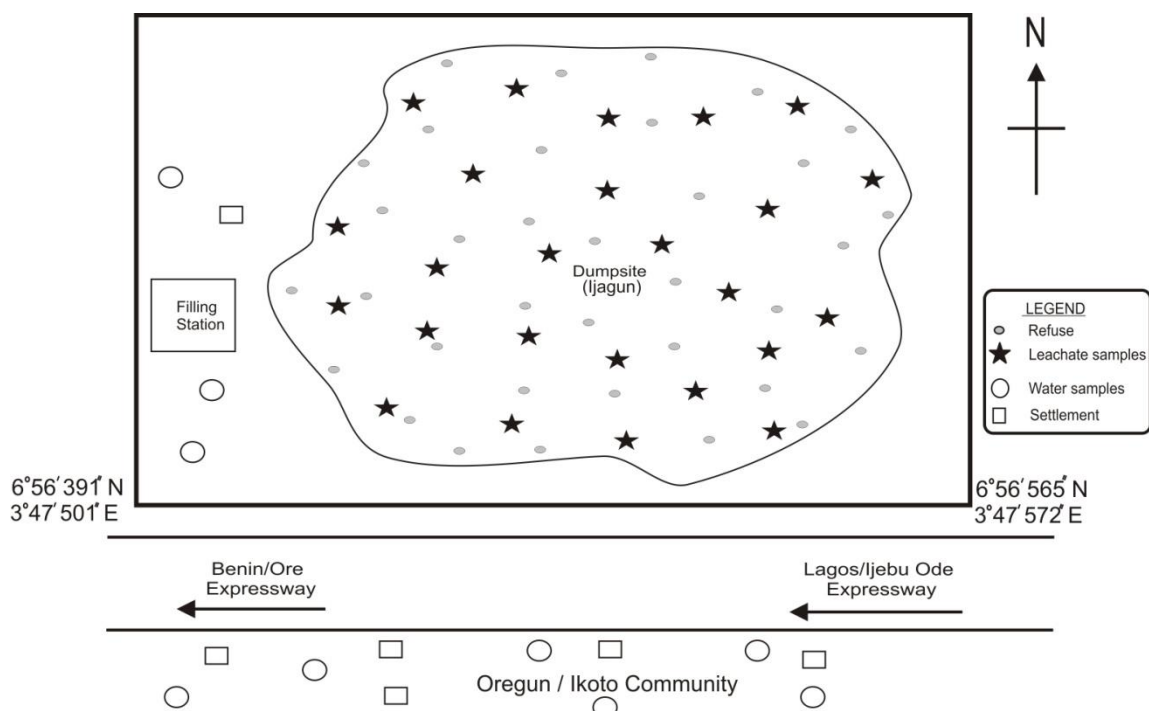 N
Dumpsite
(Ijagun)
Filling
Station
LEGEND
Refuse
Leachate samples
Water samples
Settlement
6°56′391″ N
3°47′501″ E
6°56′565″ N
3°47′572″ E
Benin/Ore
Expressway
Lagos/Ijebu Ode
Expressway
Oregun / Ikoto Community